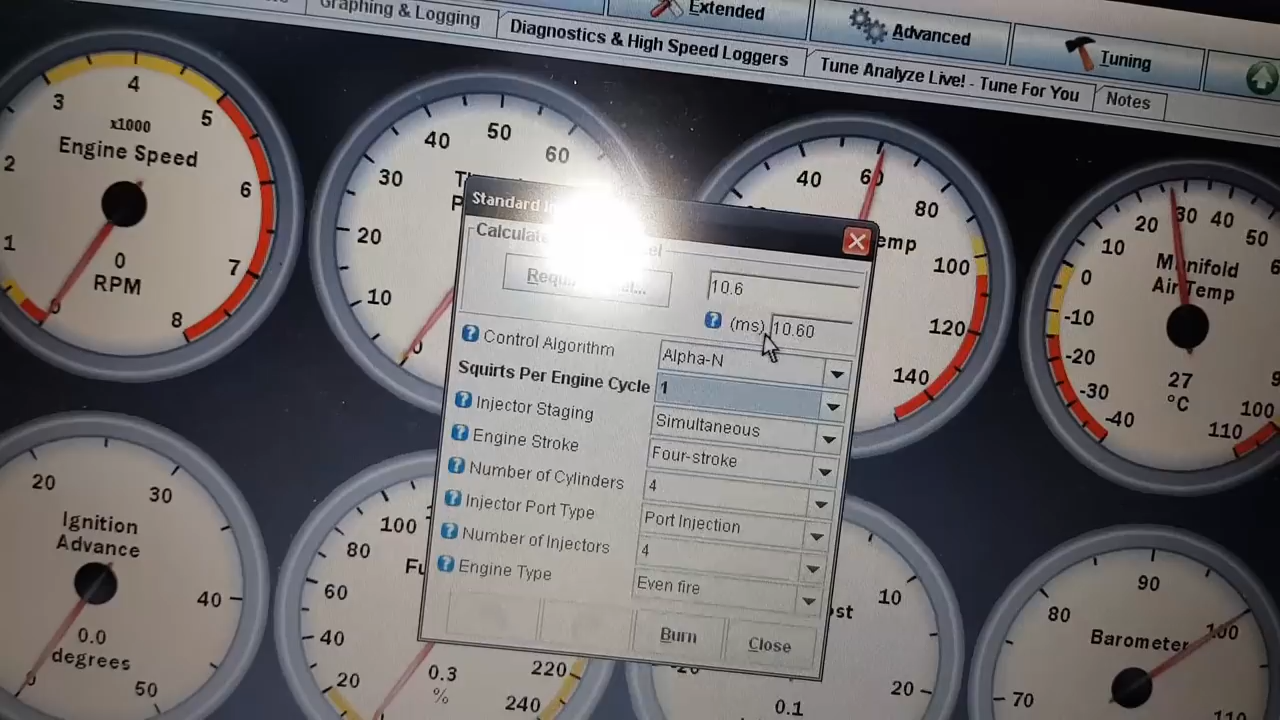 Graphing & Logging
Extended
Diagnostics & High Speed Loggers
Advanced
Tune Analyze Live! - Tune For You
Tuning
Notes
1
2
3
4
5
6
7
8
x1000
Engine Speed
0
RPM
0
10
20
30
40
50
60
40
60
80
100
120
140
emp
-40
-30
-20
-10
0
10
20
30
40
50
100
110
Manifold
Air Temp
27
°C
Standard
Calculate
10.6
(ms)
10.60
Control Algorithm
Alpha-N
Squirts Per Engine Cycle
1
Injector Staging
Simultaneous
Engine Stroke
Four-stroke
Number of Cylinders
4
Injector Port Type
Port Injection
Number of Injectors
4
Engine Type
Even fire
Burn
Close
20
30
40
50
Ignition
Advance
0.0
degrees
20
40
60
80
100
220
240
0.3
%
10
20
0.1
70
80
90
100
110
Barometer